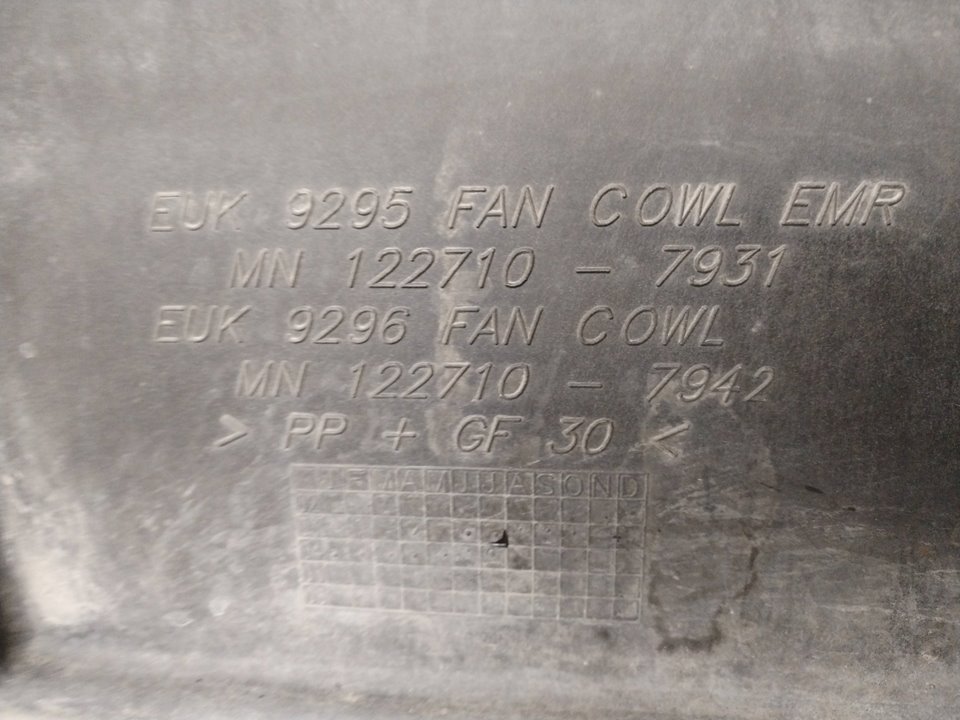 EUK 9295 FAN COWL EMR
MN 122710 - 7931
EUK 9296 FAN COWL
MN 122710 - 7942
> PP + GF 30 <
J F M A M J J A S O N D